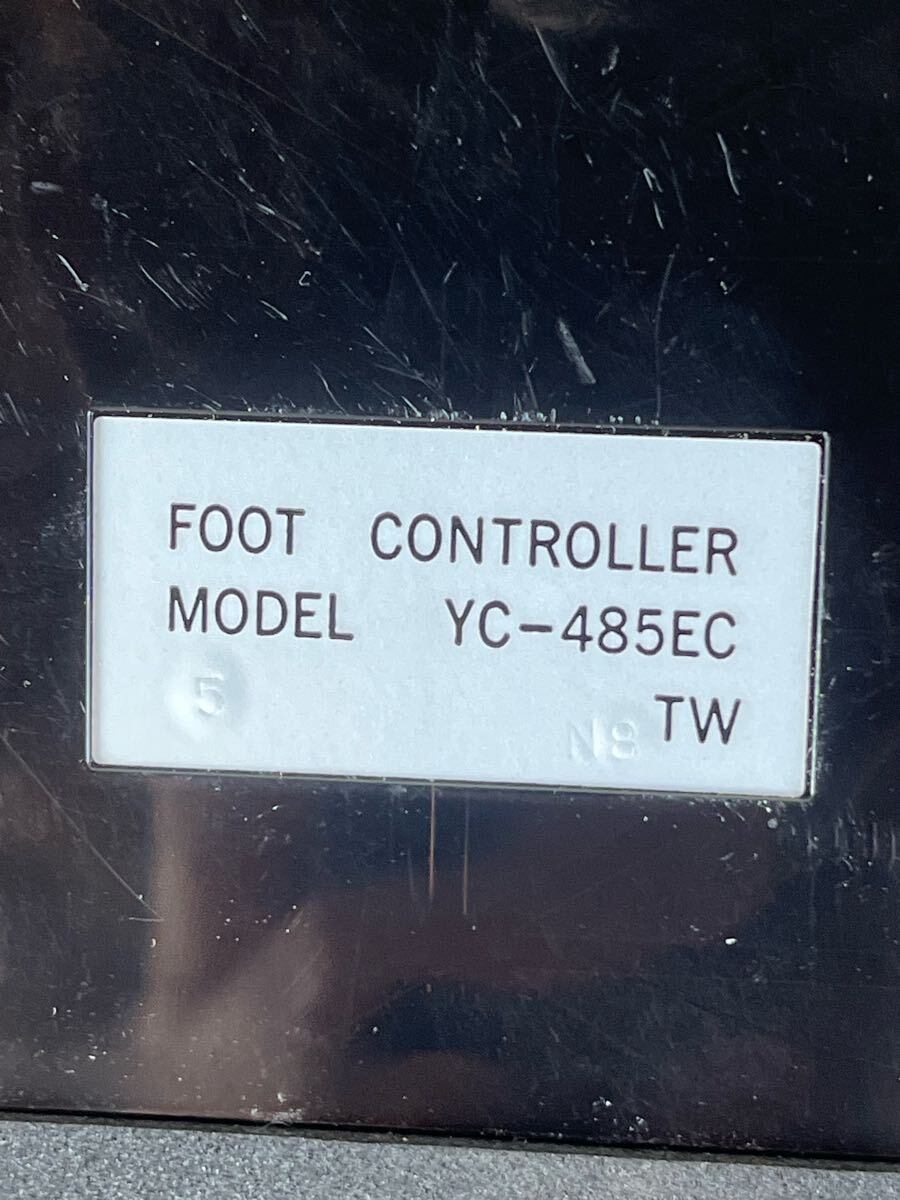 FOOT CONTROLLER
MODEL YC-485EC
5
N8 TW